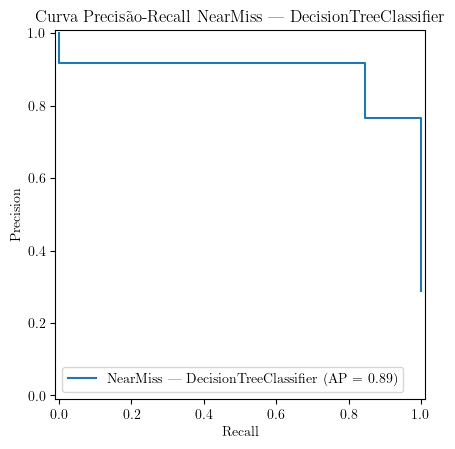 Curva Precisão-Recall NearMiss — DecisionTreeClassifier
1.0
0.8
0.6
0.4
0.2
0.0
Precision
NearMiss — DecisionTreeClassifier (AP = 0.89)
0.0 0.2 0.4 0.6 0.8 1.0
Recall